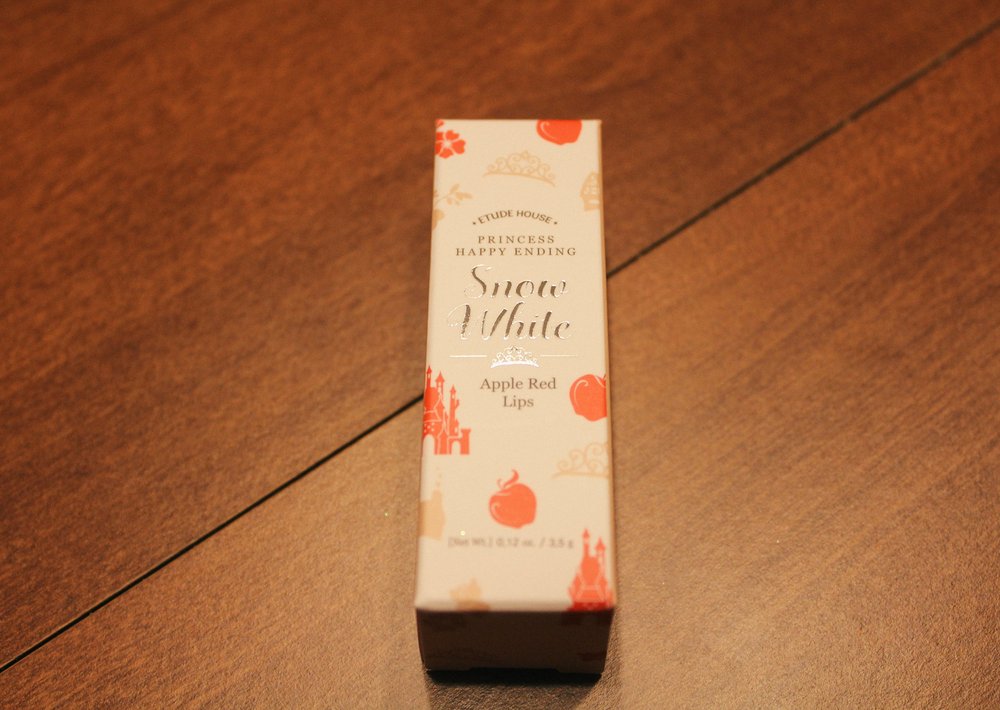 • ETUDE HOUSE •
PRINCESS
HAPPY ENDING
Snow
White
Apple Red
Lips
[Net Wt.] 0.12 oz. / 3.5 g